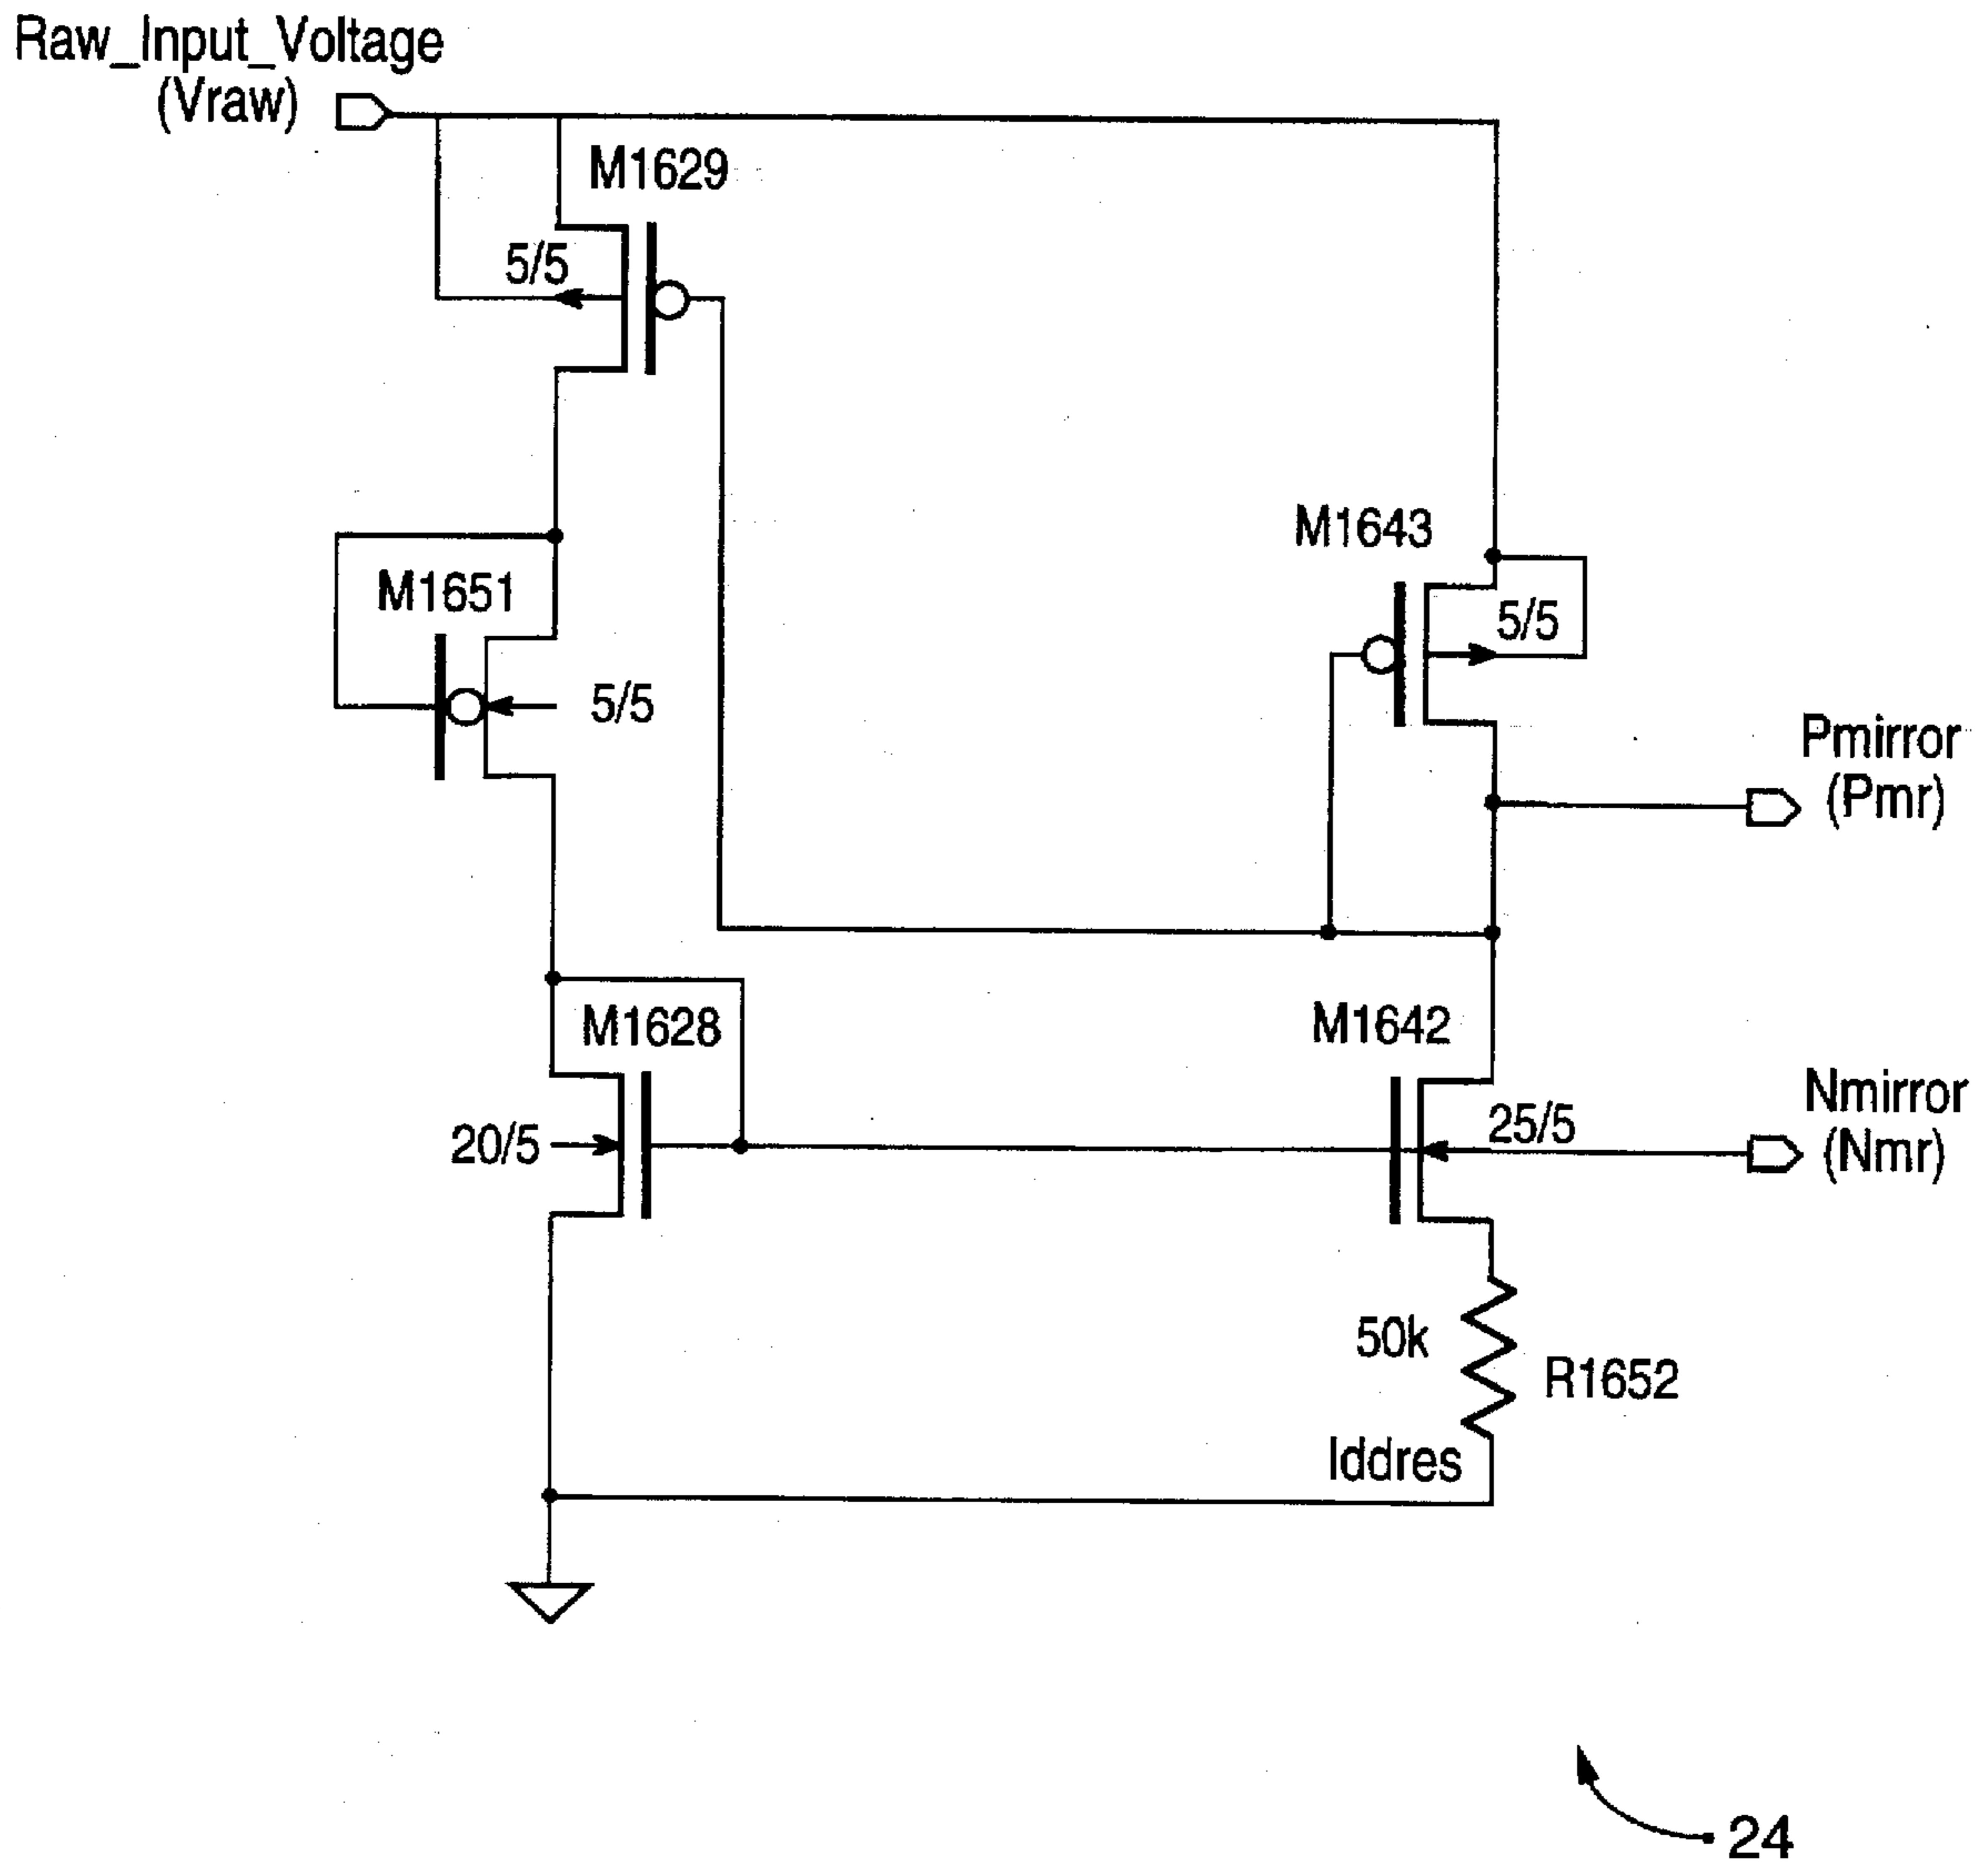 Raw_Input_Voltage
(Vraw)
M1629
5/5
M1643
M1651
5/5
5/5
Pmirror
(Pmr)
M1628
M1642
Nmirror
(Nmr)
20/5
25/5
50k
R1652
Iddres
24